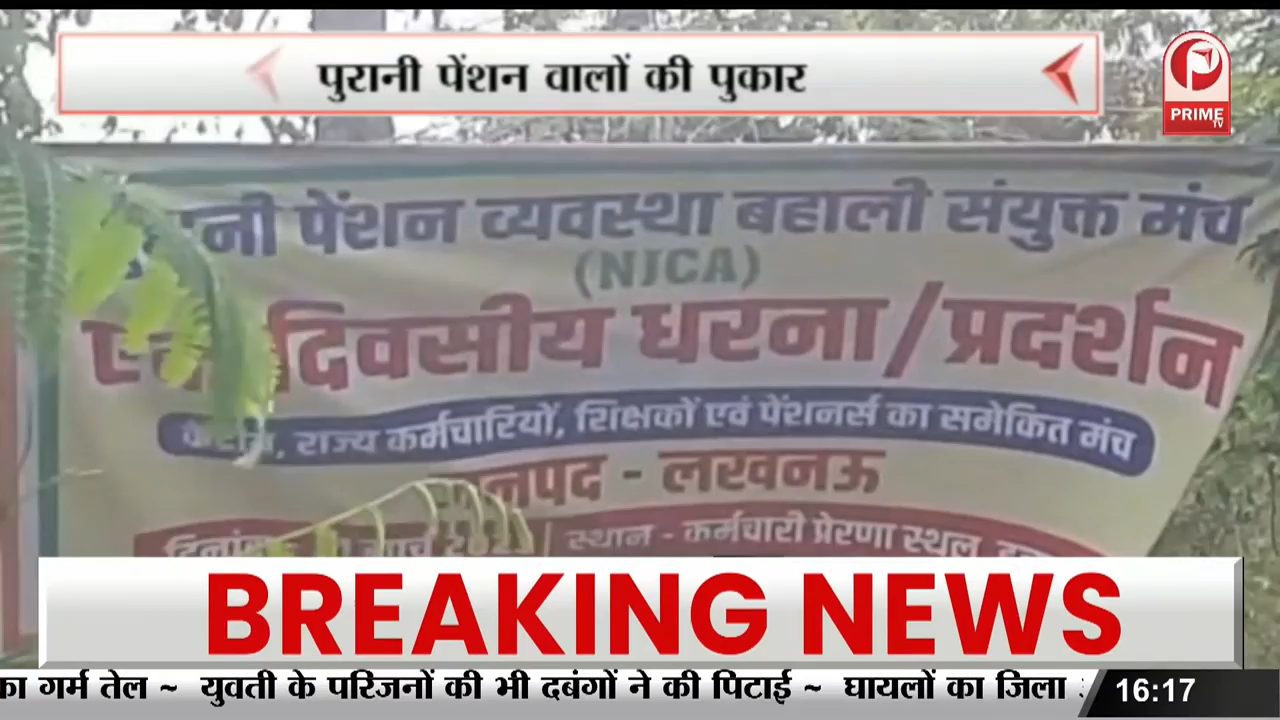 पुरानी पेंशन वालों की पुकार
PRIME
TV
पेंशन व्यवस्था बहाली संयुक्त मंच
(NJCA)
दिवसीय धरना/प्रदर्शन
राज्य कर्मचारियों, शिक्षकों एवं पेंशनर्स का समेकित मंच
- लखनऊ
स्थान - कर्मचारी प्रेरणा स्थल,
BREAKING NEWS
का गर्म तेल ~ युवती के परिजनों की भी दबंगों ने की पिटाई ~ घायलों का जिला
16:17